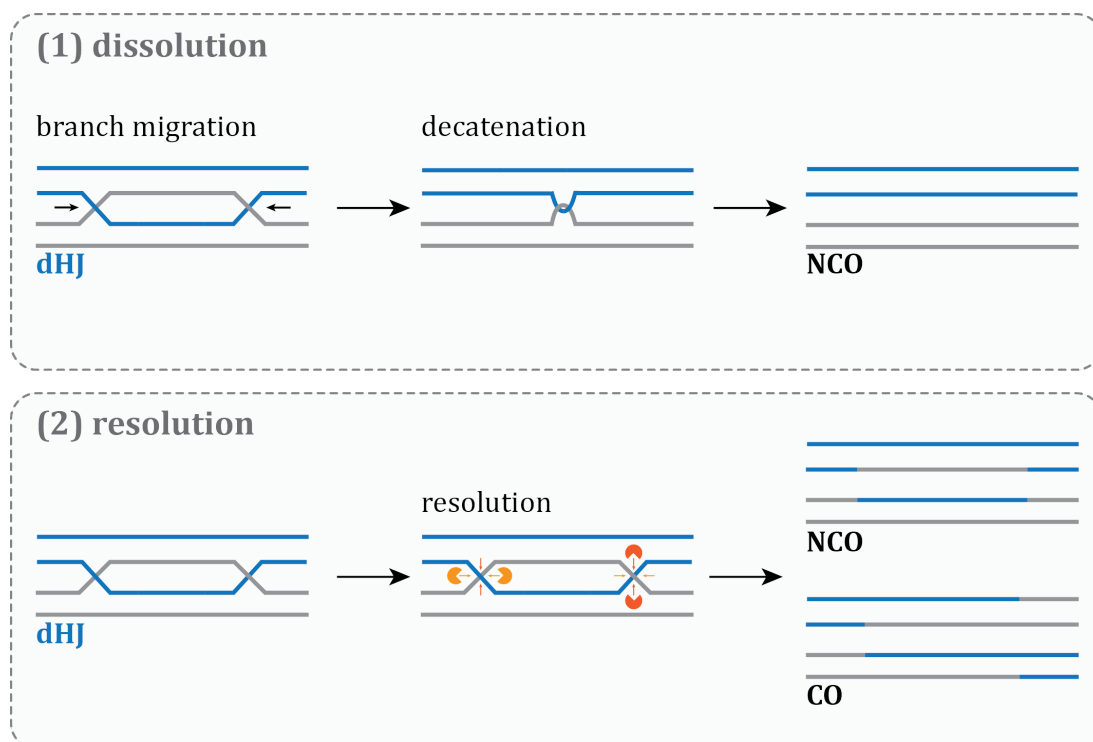 (1) dissolution
branch migration
decatenation
dHJ
NCO
(2) resolution
resolution
NCO
dHJ
CO